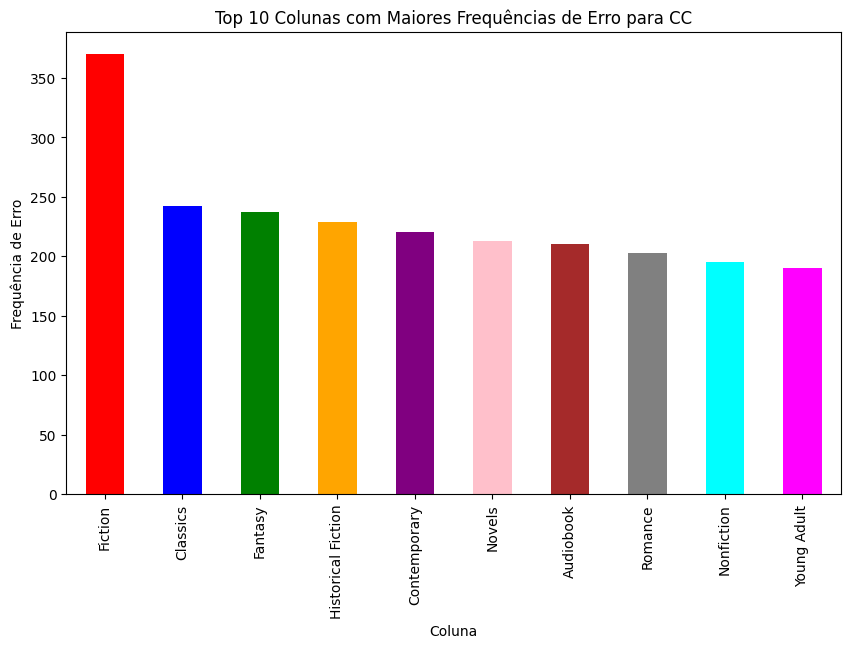 Top 10 Colunas com Maiores Frequências de Erro para CC
Frequência de Erro
350
300
250
200
150
100
50
0
Fiction
Classics
Fantasy
Historical Fiction
Contemporary
Novels
Audiobook
Romance
Nonfiction
Young Adult
Coluna